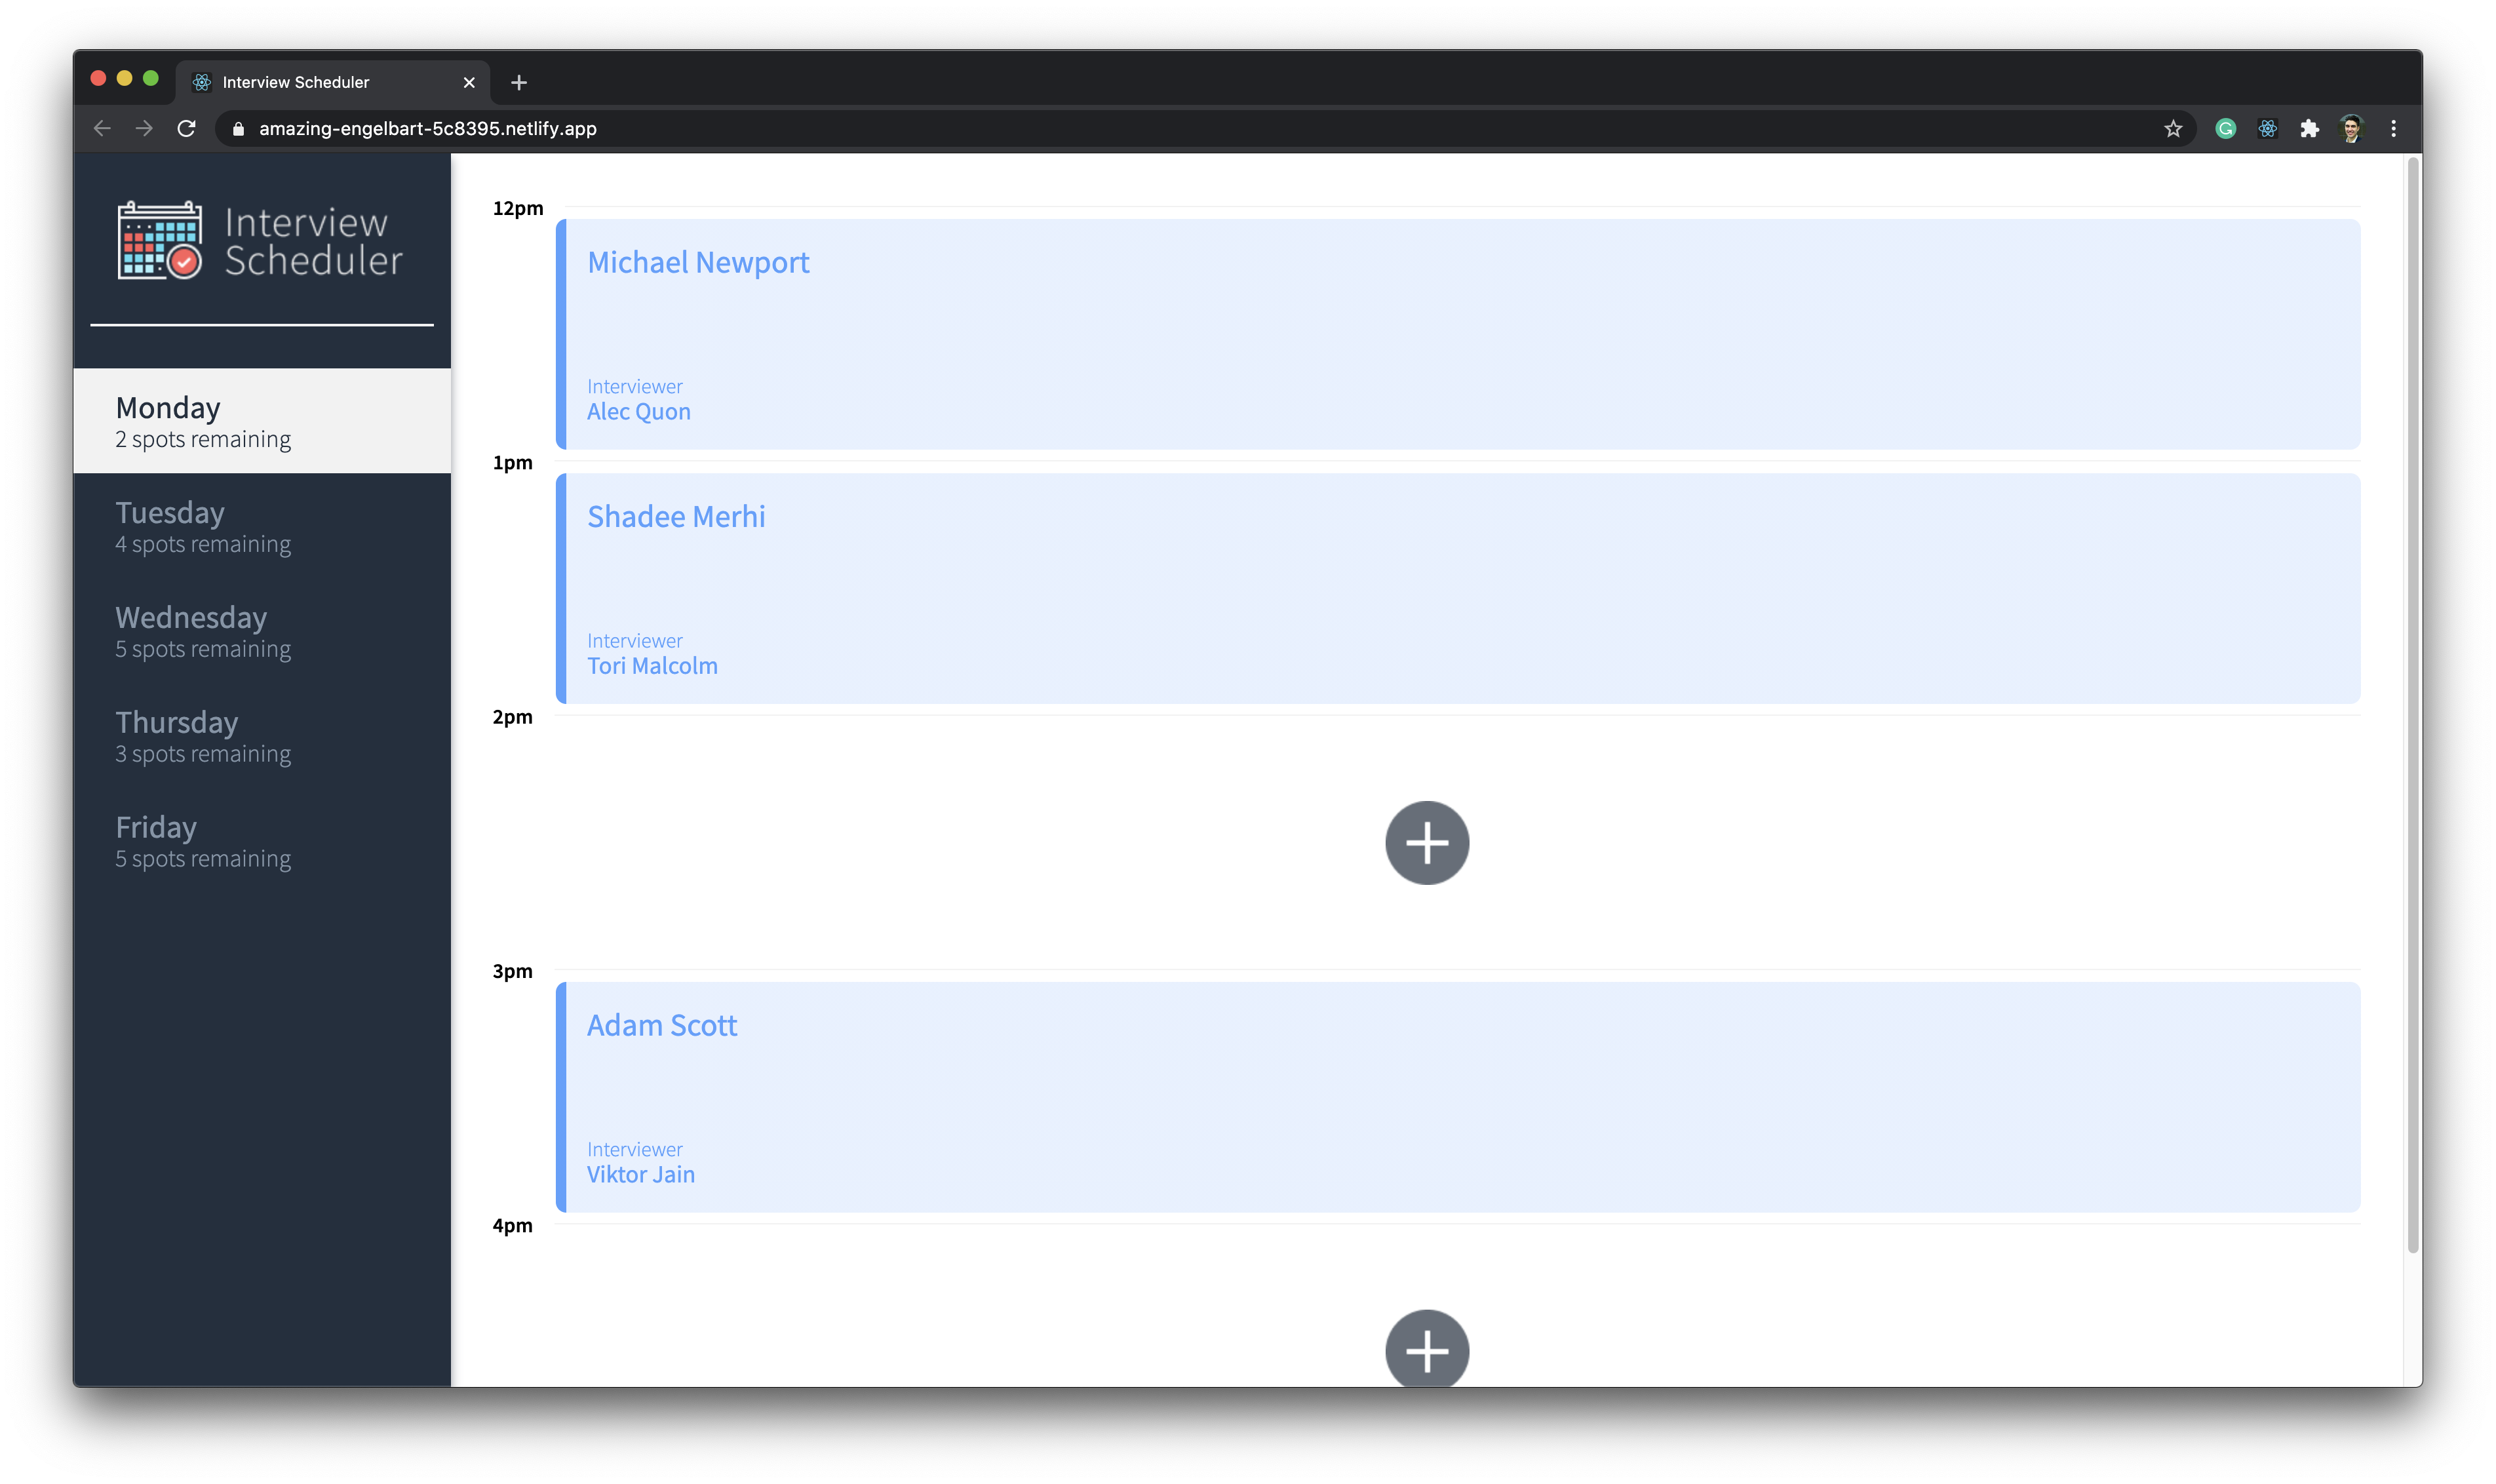 Interview Scheduler
amazing-engelbart-5c8395.netlify.app
Interview
Scheduler
Monday
2 spots remaining
Tuesday
4 spots remaining
Wednesday
5 spots remaining
Thursday
3 spots remaining
Friday
5 spots remaining
12pm
Michael Newport
Interviewer
Alec Quon
1pm
Shadee Merhi
Interviewer
Tori Malcolm
2pm
3pm
Adam Scott
Interviewer
Viktor Jain
4pm